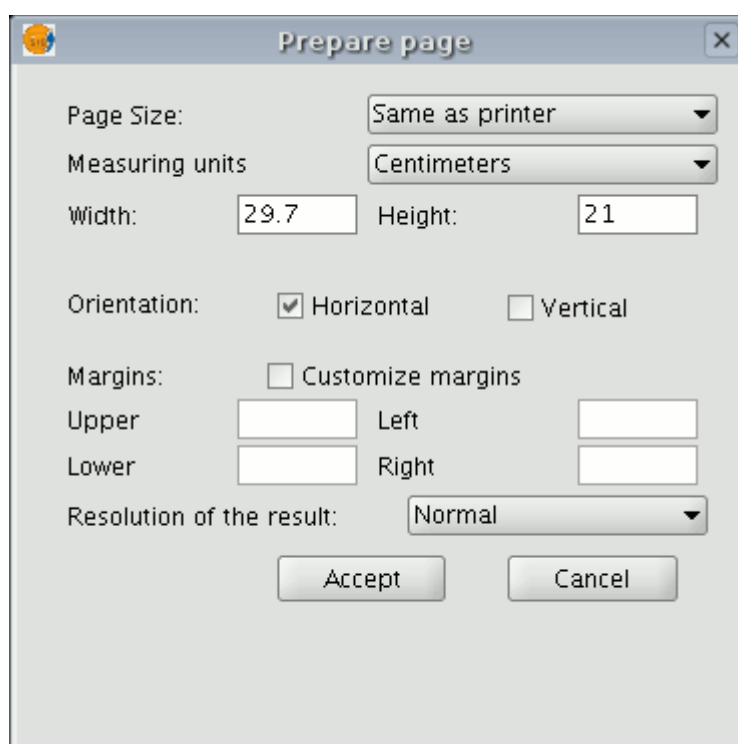 Prepare page
Page Size: Same as printer
Measuring units Centimeters
Width: 29.7 Height: 21
Orientation: Horizontal Vertical
Margins: Customize margins
Upper Left
Lower Right
Resolution of the result: Normal
Accept Cancel